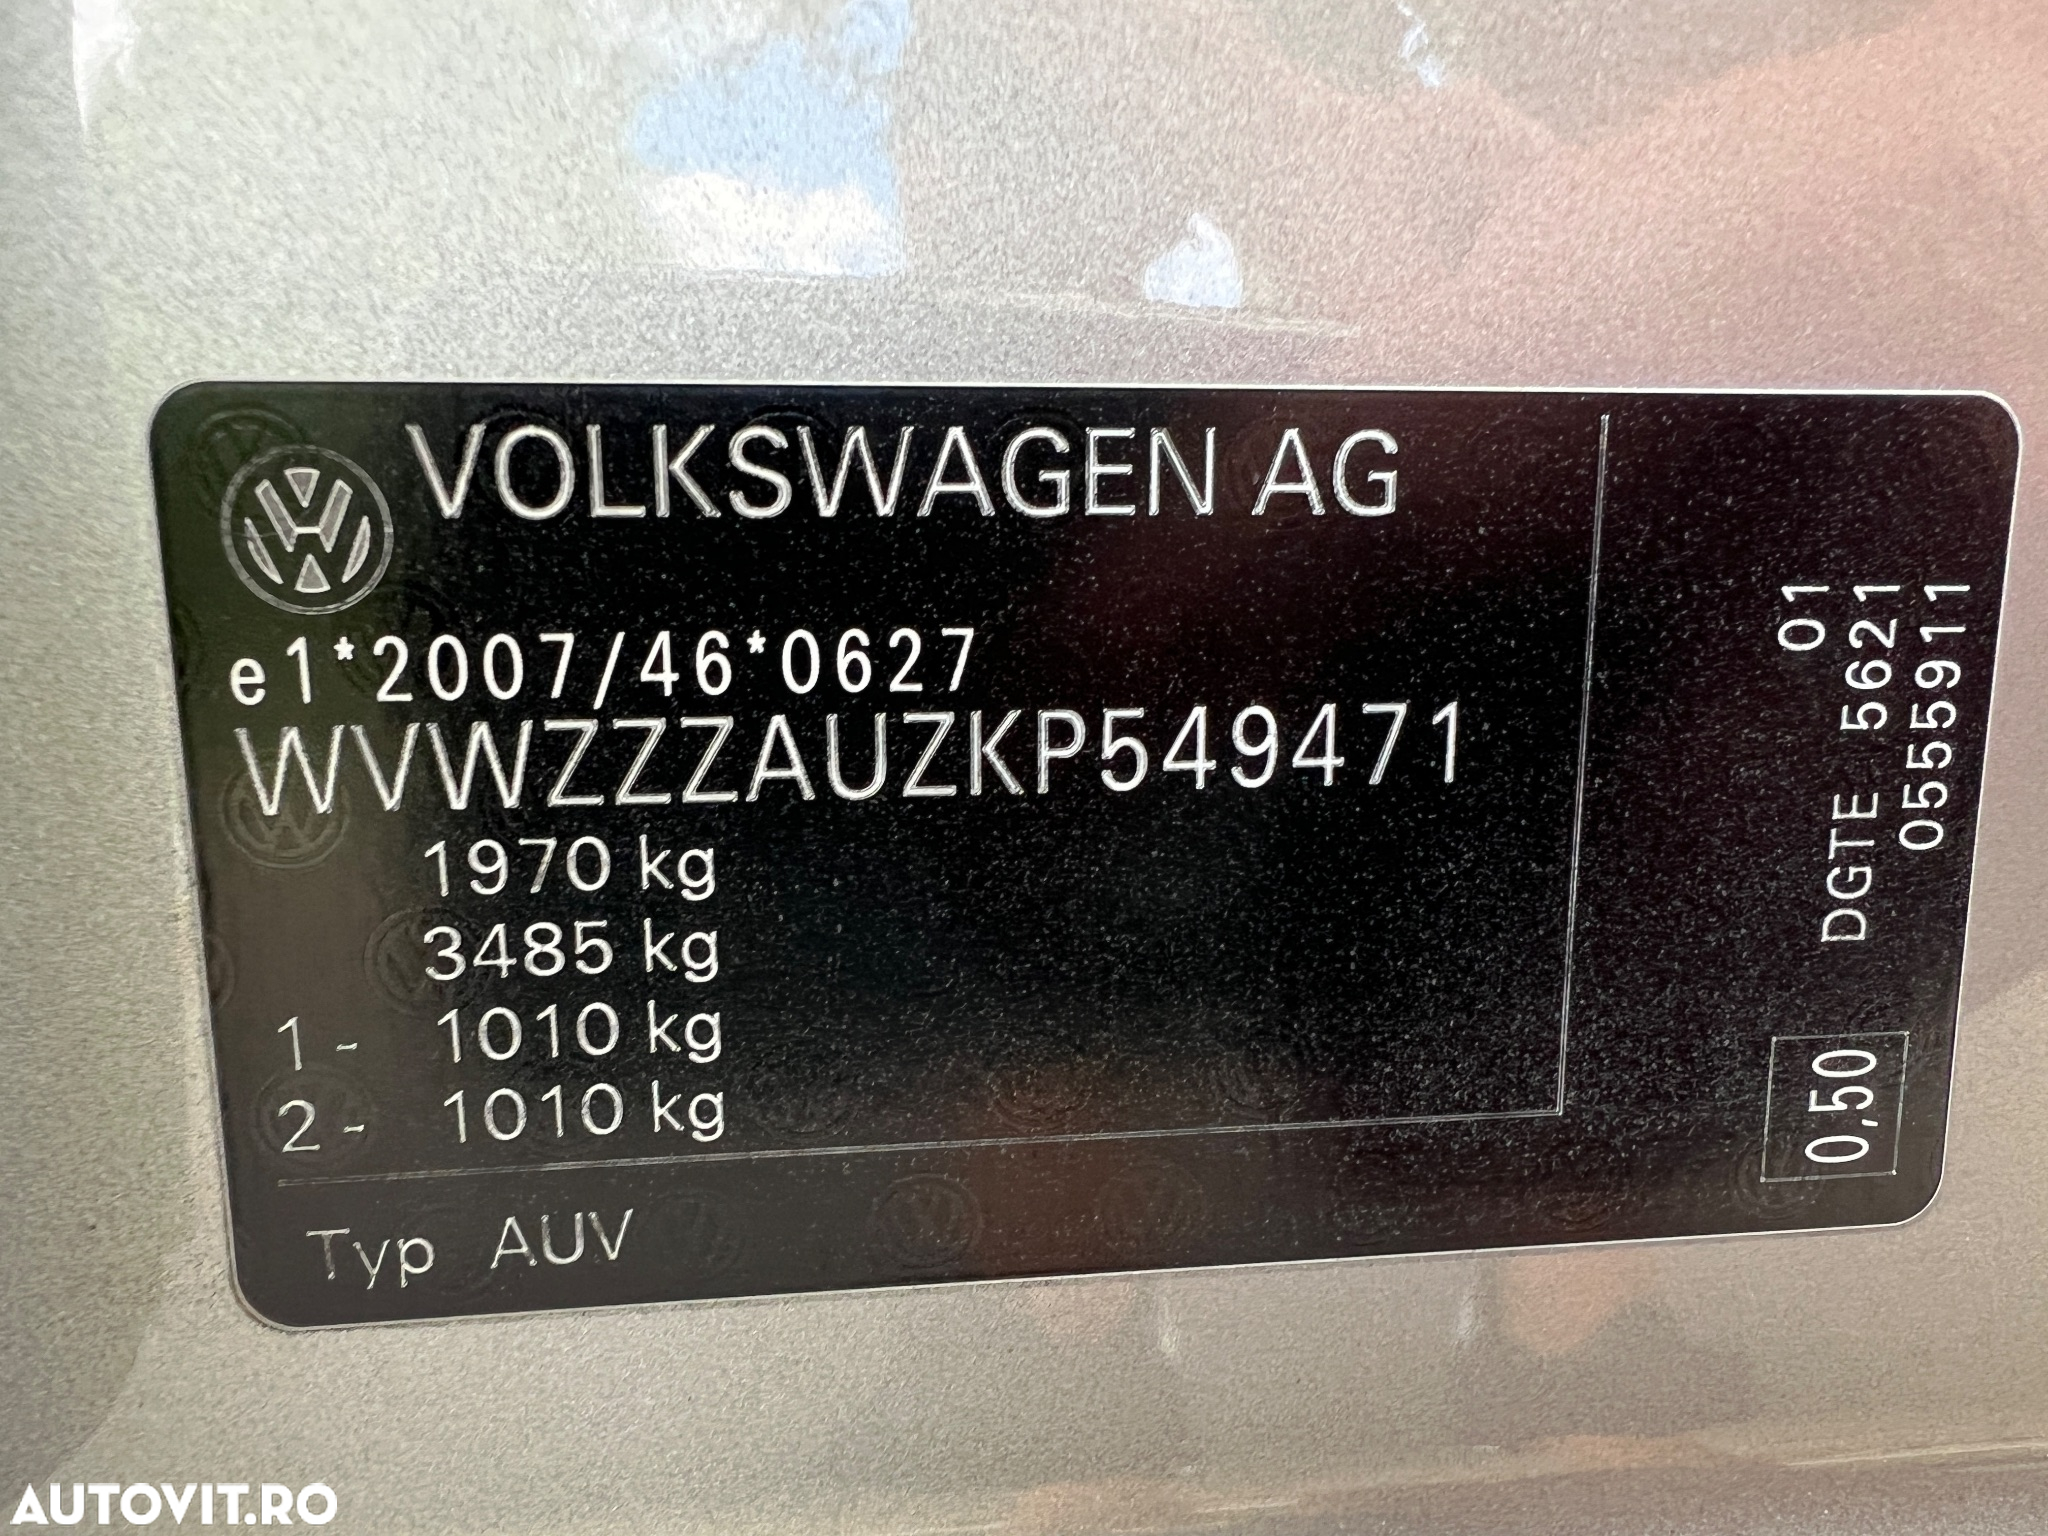 VOLKSWAGEN AG
e1*2007/46*0627
WVWZZZAUZKP549471
1970 kg
3485 kg
1 - 1010 kg
2 - 1010 kg
Typ AUV
01
DGTE 5621
0555911
0,50
AUTOVIT.RO